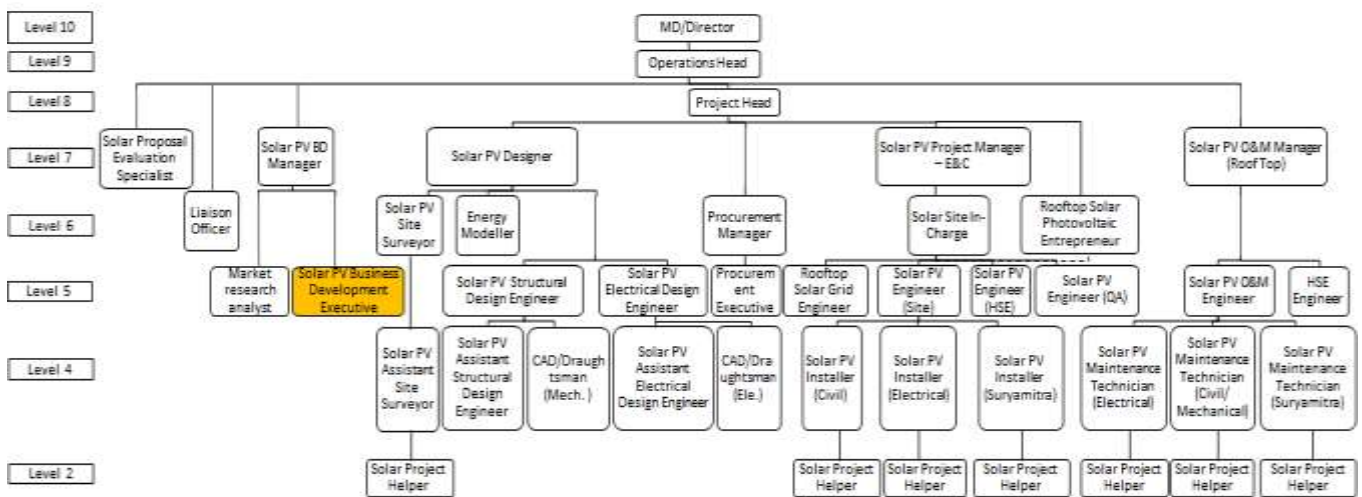 Level 10
MD/Director
Level 9
Operations Head
Level 8
Project Head
Level 7
Solar Proposal
Evaluation
Specialist
Solar PV BD
Manager
Solar PV Designer
Solar PV Project Manager
– E&C
Solar PV O&M Manager
(Roof Top)
Level 6
Liaison
Officer
Solar PV
Site
Surveyor
Energy
Modeller
Procurement
Manager
Solar Site In-
Charge
Rooftop Solar
Photovoltaic
Entrepreneur
Level 5
Market
research
analyst
Solar PV Business
Development
Executive
Solar PV Structural
Design Engineer
Solar PV
Electrical Design
Engineer
Procurem
ent
Executive
Rooftop
Solar Grid
Engineer
Solar PV
Engineer
(Site)
Solar PV
Engineer
(HSE)
Solar PV
Engineer (QA)
Solar PV O&M
Engineer
HSE
Engineer
Level 4
Solar PV
Assistant
Site
Surveyor
Solar PV
Assistant
Structural
Design
Engineer
CAD/Draugh
tsman
(Mech. )
Solar PV
Assistant
Electrical
Design Engineer
CAD/Dra
ughtsman
(Ele.)
Solar PV
Installer
(Civil)
Solar PV
Installer
(Electrical)
Solar PV
Installer
(Suryamitra)
Solar PV
Maintenance
Technician
(Electrical)
Solar PV
Maintenance
Technician
(Civil/
Mechanical)
Solar PV
Maintenance
Technician
(Suryamitra)
Level 2
Solar Project
Helper
Solar Project
Helper
Solar Project
Helper
Solar Project
Helper
Solar Project
Helper
Solar Project
Helper
Solar Project
Helper